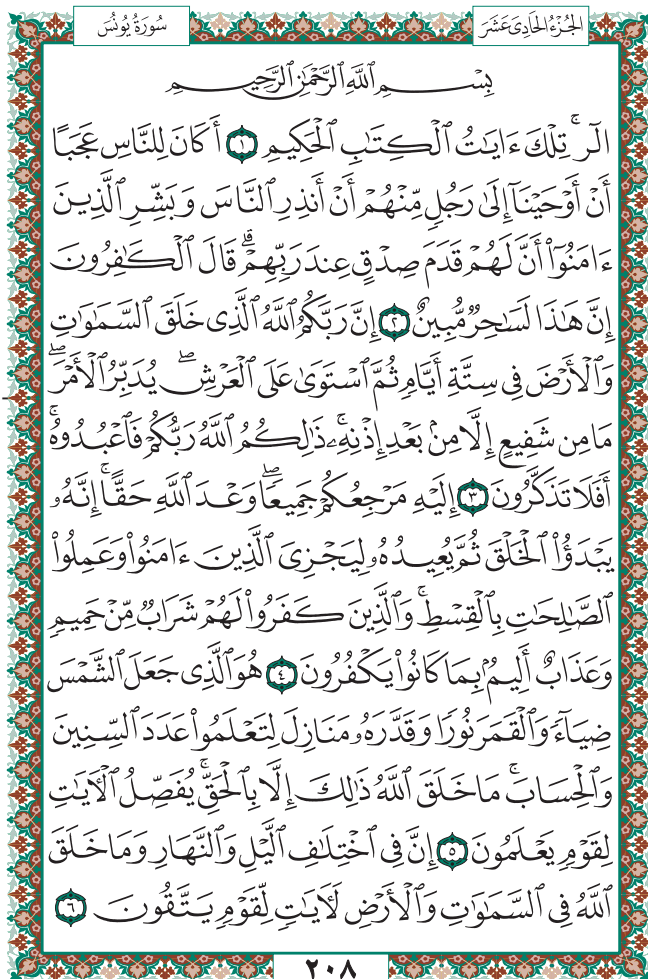 الجُزْءُ الحَادِىَ عَشَرَ
سُورَةُ يُونُسَ
بِسْمِ ٱللَّهِ ٱلرَّحْمَٰنِ ٱلرَّحِيمِ
الٓرۚ تِلْكَ ءَايَٰتُ ٱلْكِتَٰبِ ٱلْحَكِيمِ ١ أَكَانَ لِلنَّاسِ عَجَبًا
أَنْ أَوْحَيْنَآ إِلَىٰ رَجُلٍ مِّنْهُمْ أَنْ أَنذِرِ ٱلنَّاسَ وَبَشِّرِ ٱلَّذِينَ
ءَامَنُوٓا۟ أَنَّ لَهُمْ قَدَمَ صِدْقٍ عِندَ رَبِّهِمْۗ قَالَ ٱلْكَٰفِرُونَ
إِنَّ هَٰذَا لَسَٰحِرٌ مُّبِينٌ ٢ إِنَّ رَبَّكُمُ ٱللَّهُ ٱلَّذِى خَلَقَ ٱلسَّمَٰوَٰتِ
وَٱلْأَرْضَ فِى سِتَّةِ أَيَّامٍ ثُمَّ ٱسْتَوَىٰ عَلَى ٱلْعَرْشِۖ يُدَبِّرُ ٱلْأَمْرَۖ
مَا مِن شَفِيعٍ إِلَّا مِنۢ بَعْدِ إِذْنِهِۦۚ ذَٰلِكُمُ ٱللَّهُ رَبُّكُمْ فَٱعْبُدُوهُۚ
أَفَلَا تَذَكَّرُونَ ٣ إِلَيْهِ مَرْجِعُكُمْ جَمِيعًاۖ وَعْدَ ٱللَّهِ حَقًّاۚ إِنَّهُۥ
يَبْدَؤُا۟ ٱلْخَلْقَ ثُمَّ يُعِيدُهُۥ لِيَجْزِىَ ٱلَّذِينَ ءَامَنُوا۟ وَعَمِلُوا۟
ٱلصَّٰلِحَٰتِ بِٱلْقِسْطِۚ وَٱلَّذِينَ كَفَرُوا۟ لَهُمْ شَرَابٌ مِّنْ حَمِيمٍ
وَعَذَابٌ أَلِيمٌۢ بِمَا كَانُوا۟ يَكْفُرُونَ ٤ هُوَ ٱلَّذِى جَعَلَ ٱلشَّمْسَ
ضِيَآءً وَٱلْقَمَرَ نُورًا وَقَدَّرَهُۥ مَنَازِلَ لِتَعْلَمُوا۟ عَدَدَ ٱلسِّنِينَ
وَٱلْحِسَابَۚ مَا خَلَقَ ٱللَّهُ ذَٰلِكَ إِلَّا بِٱلْحَقِّۚ يُفَصِّلُ ٱلْءَايَٰتِ
لِقَوْمٍ يَعْلَمُونَ ٥ إِنَّ فِى ٱخْتِلَٰفِ ٱلَّيْلِ وَٱلنَّهَارِ وَمَا خَلَقَ
ٱللَّهُ فِى ٱلسَّمَٰوَٰتِ وَٱلْأَرْضِ لَءَايَٰتٍ لِّقَوْمٍ يَتَّقُونَ ٦
٢٠٨